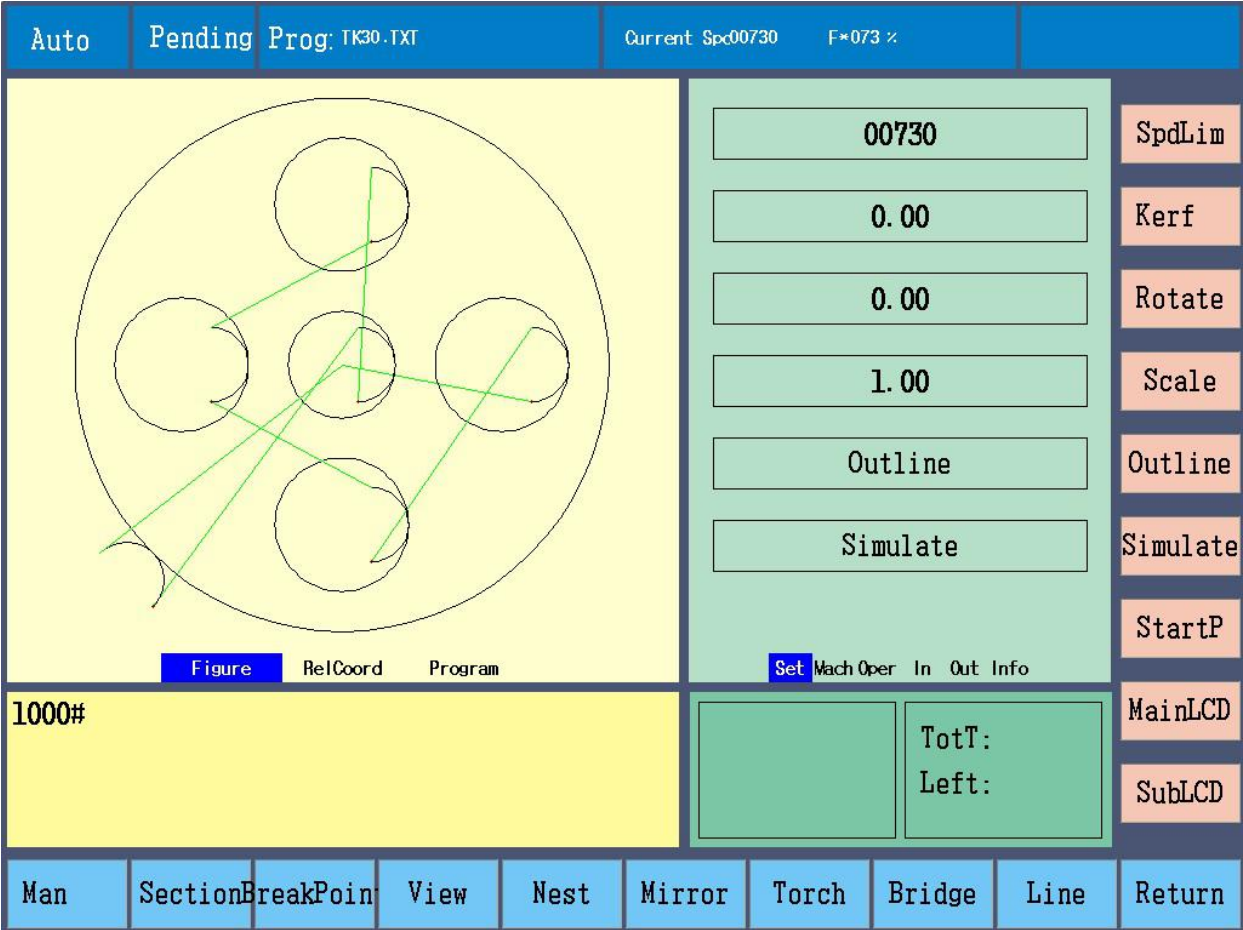 Auto Pending Prog: TK30.TXT Current Spc00730 F*073 %
00730 SpdLim
0.00 Kerf
0.00 Rotate
1.00 Scale
Outline Outline
Simulate Simulate
StartP
Figure RelCoord Program Set Mach Oper In Out Info
1000# MainLCD
TotT:
Left: SubLCD
Man Section BreakPoin View Nest Mirror Torch Bridge Line Return